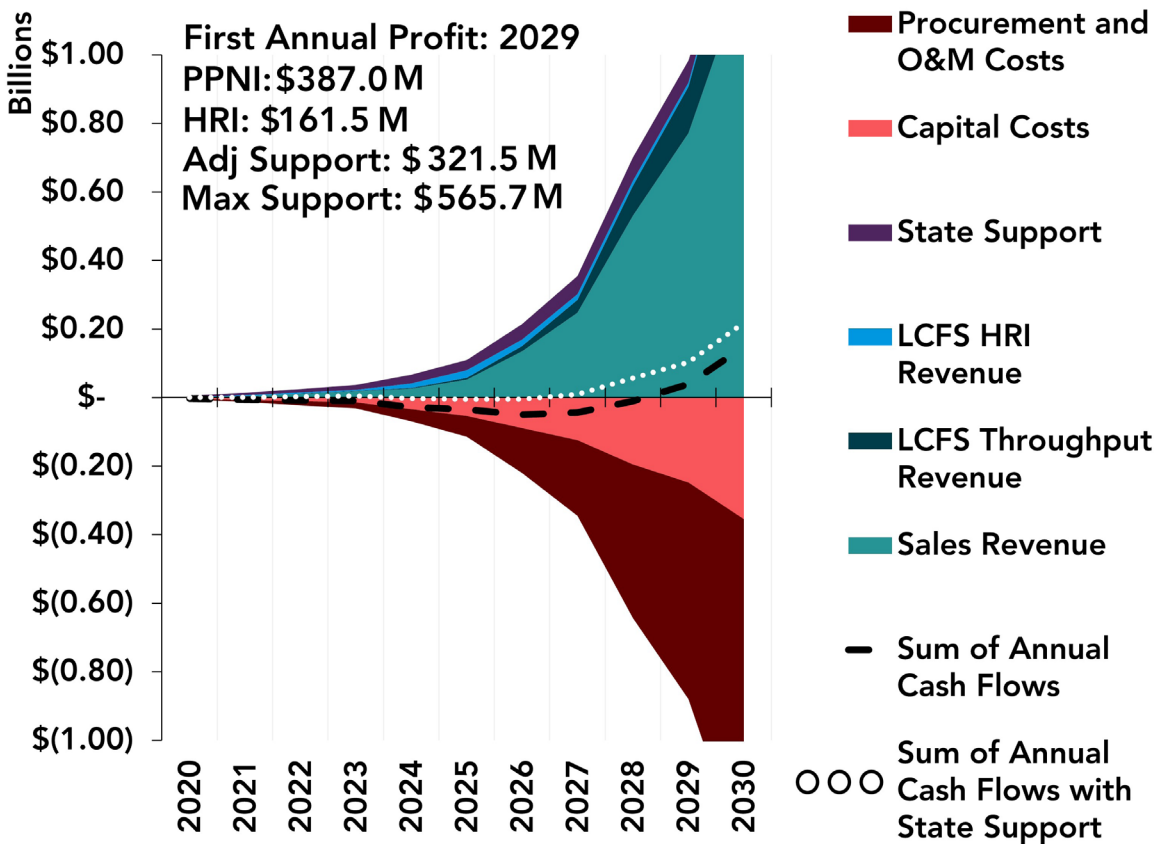 Billions
$1.00
$0.80
$0.60
$0.40
$0.20
$-
$(0.20)
$(0.40)
$(0.60)
$(0.80)
$(1.00)
First Annual Profit: 2029
PPNI: $387.0 M
HRI: $161.5 M
Adj Support: $321.5 M
Max Support: $565.7 M
2020
2021
2022
2023
2024
2025
2026
2027
2028
2029
2030
Procurement and
O&M Costs
Capital Costs
State Support
LCFS HRI
Revenue
LCFS Throughput
Revenue
Sales Revenue
Sum of Annual
Cash Flows
Sum of Annual
Cash Flows with
State Support